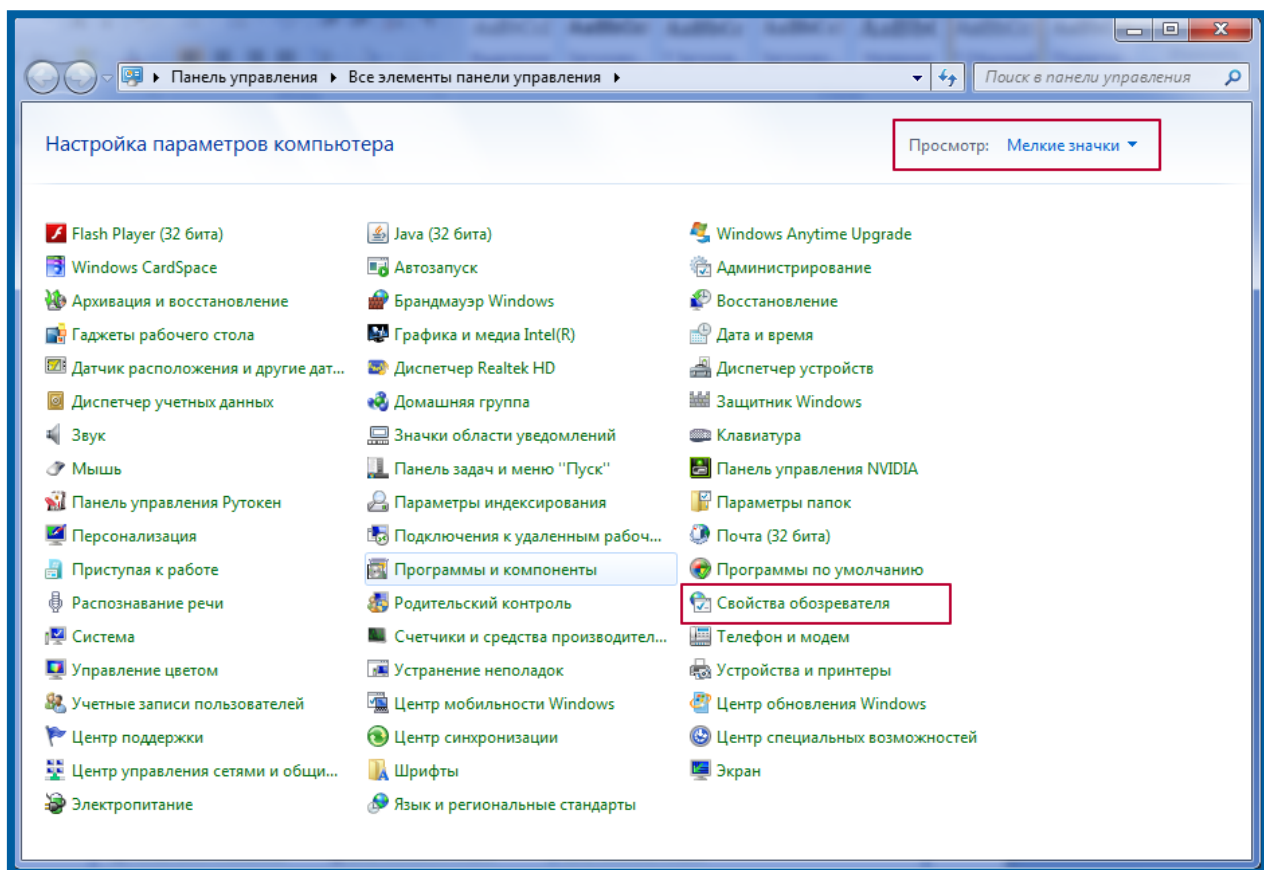 Панель управления Все элементы панели управления Поиск в панели управления
Настройка параметров компьютера
Просмотр: Мелкие значки
Flash Player (32 бита) Java (32 бита) Windows Anytime Upgrade
Windows CardSpace Автозапуск Администрирование
Архивация и восстановление Брандмауэр Windows Восстановление
Гаджеты рабочего стола Графика и медиа Intel(R) Дата и время
Датчик расположения и другие дат... Диспетчер Realtek HD Диспетчер устройств
Диспетчер учетных данных Домашняя группа Защитник Windows
Звук Значки области уведомлений Клавиатура
Мышь Панель задач и меню ''Пуск'' Панель управления NVIDIA
Панель управления Рутокен Параметры индексирования Параметры папок
Персонализация Подключения к удаленным рабоч... Почта (32 бита)
Приступая к работе Программы и компоненты Программы по умолчанию
Распознавание речи Родительский контроль Свойства обозревателя
Система Счетчики и средства производител... Телефон и модем
Управление цветом Устранение неполадок Устройства и принтеры
Учетные записи пользователей Центр мобильности Windows Центр обновления Windows
Центр поддержки Центр синхронизации Центр специальных возможностей
Центр управления сетями и общи... Шрифты Экран
Электропитание Язык и региональные стандарты